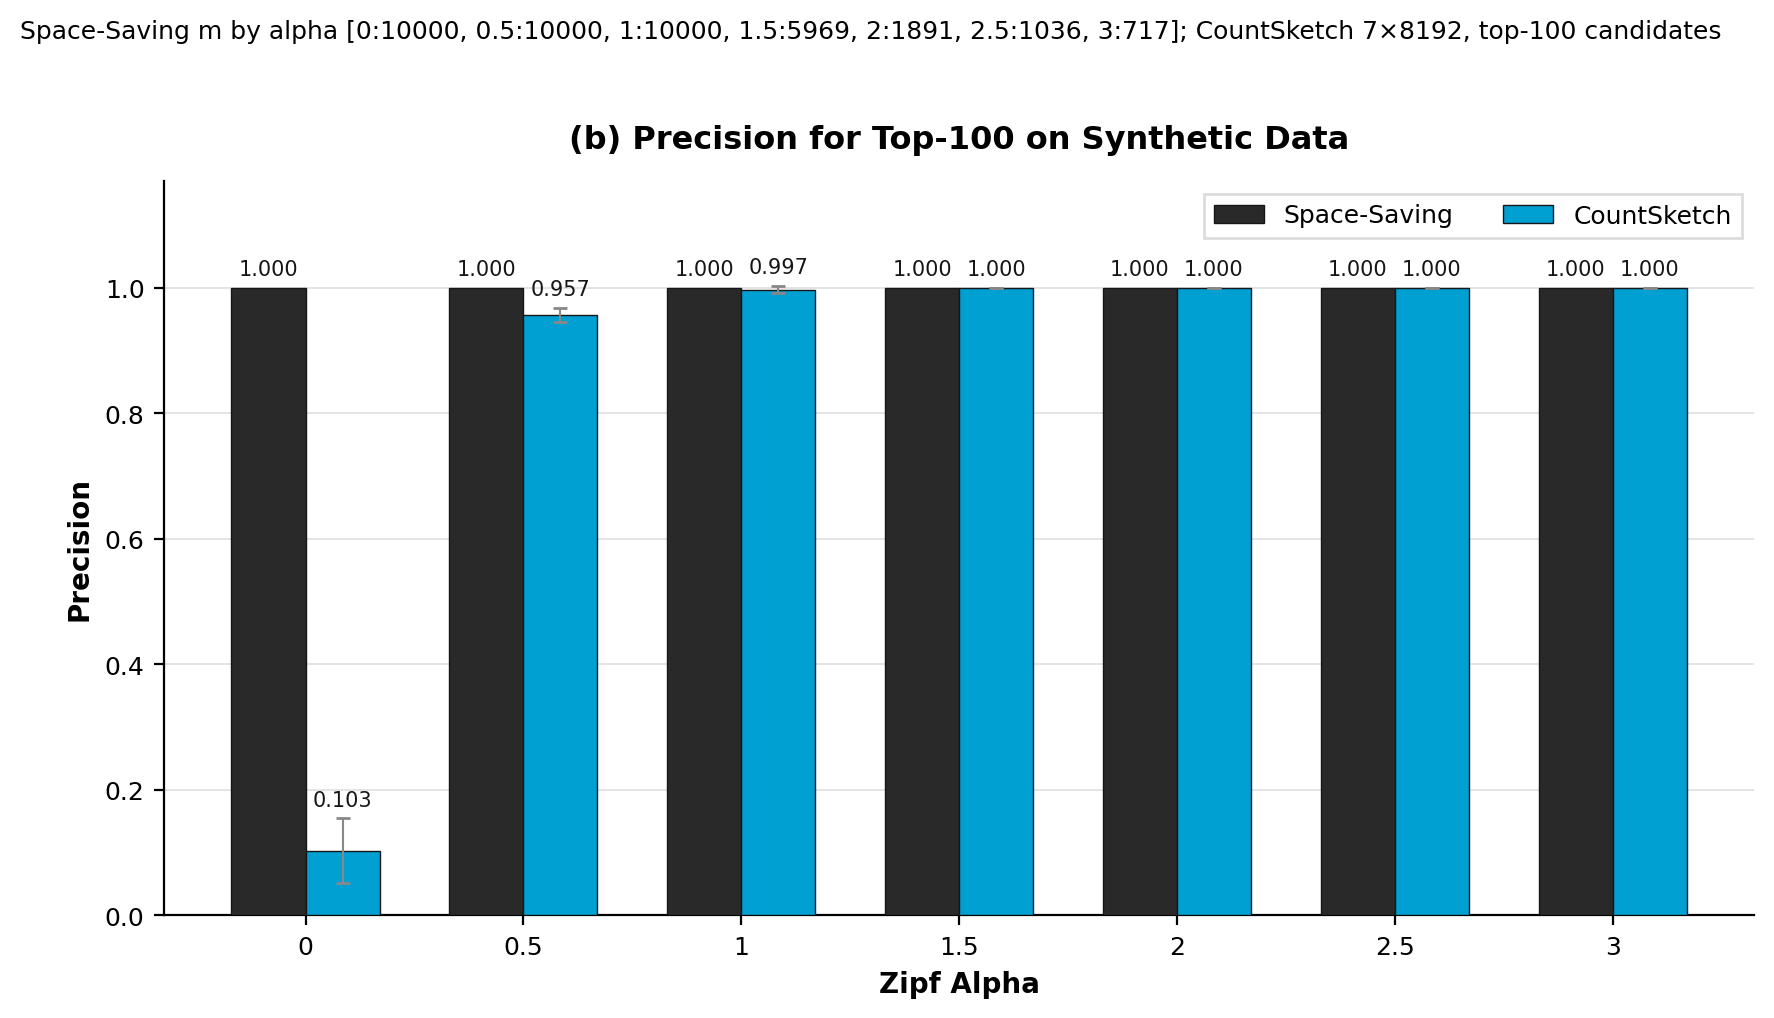 Space-Saving m by alpha [0:10000, 0.5:10000, 1:10000, 1.5:5969, 2:1891, 2.5:1036, 3:717]; CountSketch 7×8192, top-100 candidates
(b) Precision for Top-100 on Synthetic Data
Space-Saving CountSketch
1.000 1.000 0.957 1.000 0.997 1.000 1.000 1.000 1.000 1.000 1.000 1.000 1.000
1.0
0.8
0.6
0.4
0.2
0.103
0.0
Precision
0 0.5 1 1.5 2 2.5 3
Zipf Alpha